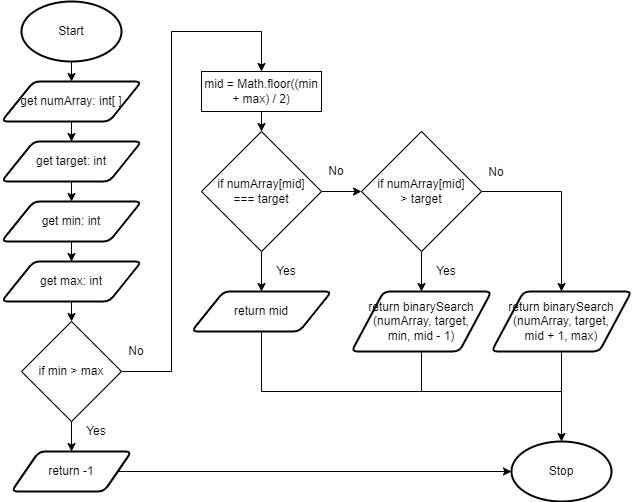 Start
get numArray: int[ ]
get target: int
get min: int
get max: int
if min > max
No
Yes
return -1
mid = Math.floor((min
+ max) / 2)
if numArray[mid]
=== target
No
Yes
return mid
if numArray[mid]
> target
No
Yes
return binarySearch
(numArray, target,
min, mid - 1)
return binarySearch
(numArray, target,
mid + 1, max)
Stop